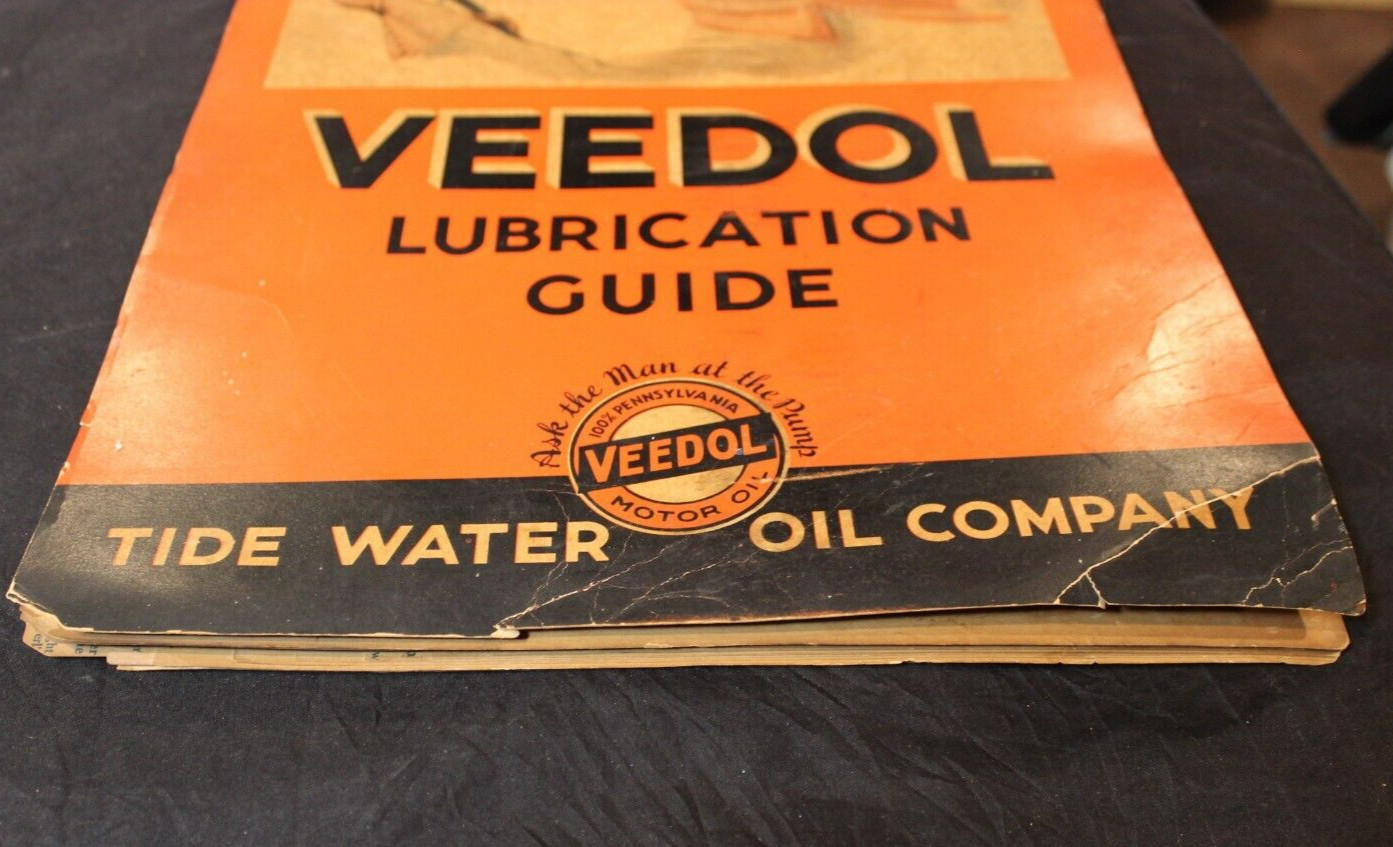 VEEDOL
LUBRICATION
GUIDE
Ask the Man at the Pump
100% PENNSYLVANIA
VEEDOL
MOTOR OIL
TIDE WATER OIL COMPANY